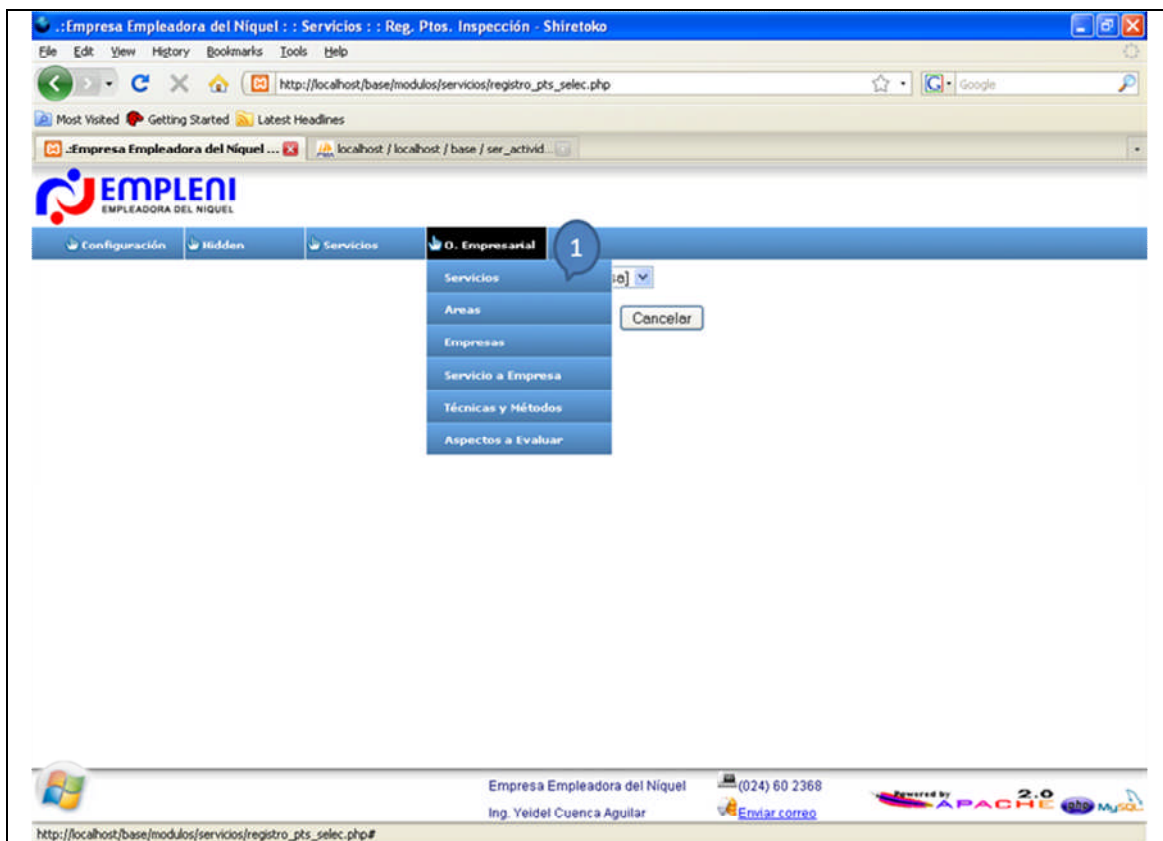 .:Empresa Empleadora del Níquel : : Servicios : : Reg. Ptos. Inspección - Shiretoko
File Edit View History Bookmarks Tools Help
http://localhost/base/modulos/servicios/registro_pts_selec.php
Google
Most Visited Getting Started Latest Headlines
.:Empresa Empleadora del Níquel ... localhost / localhost / base / ser_activid...
EMPLENI
EMPLEADORA DEL NIQUEL
Configuración Hidden Servicios O. Empresarial 1
Servicios
sa]
Areas
Cancelar
Empresas
Servicio a Empresa
Técnicas y Métodos
Aspectos a Evaluar
Empresa Empleadora del Níquel (024) 60 2368
Ing. Yeidel Cuenca Aguilar Enviar correo
Powered by APACHE 2.0 php MySQL
http://localhost/base/modulos/servicios/registro_pts_selec.php#